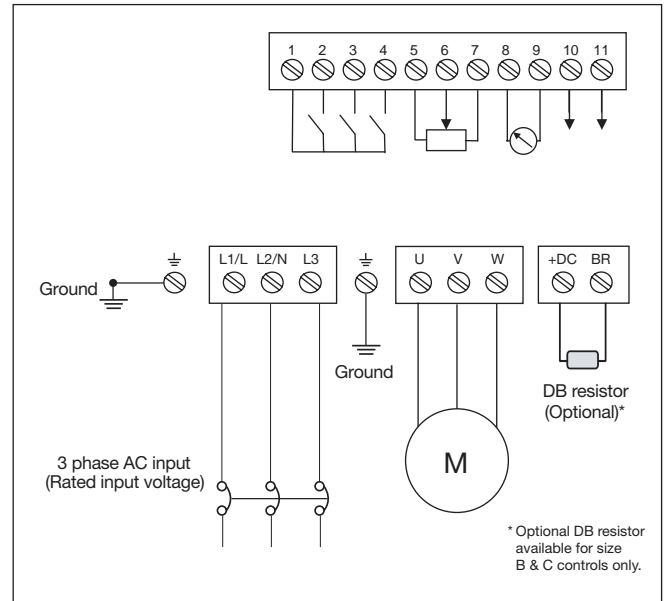 1 2 3 4 5 6 7 8 9 10 11
L1/L L2/N L3
U V W
+DC BR
Ground
Ground
DB resistor
(Optional)*
3 phase AC input
(Rated input voltage)
M
* Optional DB resistor
available for size
B & C controls only.